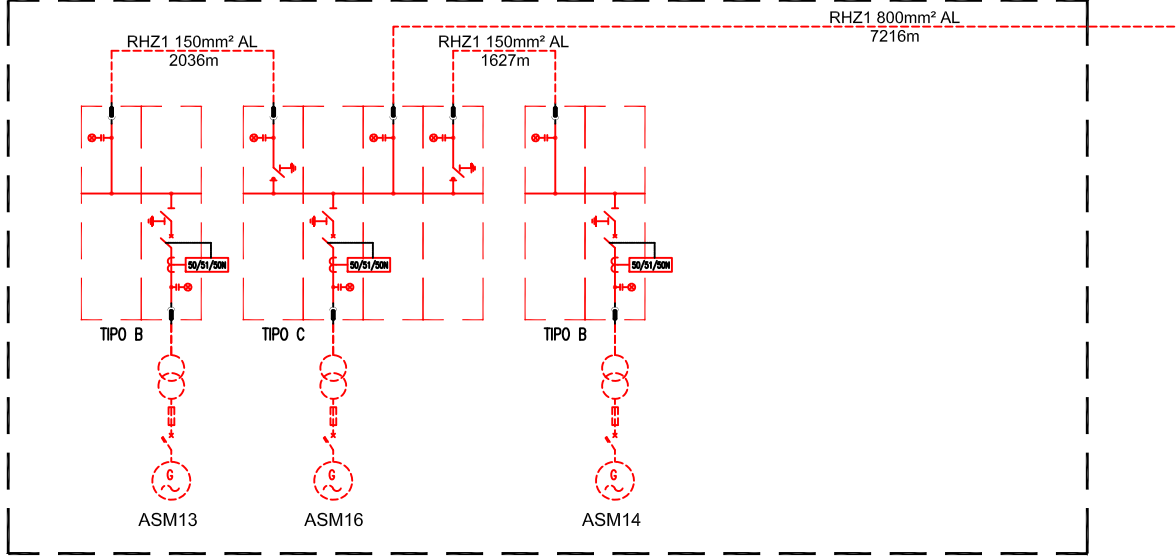 RHZ1 800mm² AL
7216m
RHZ1 150mm² AL
2036m
RHZ1 150mm² AL
1627m
50/51/50N
50/51/50N
50/51/50N
TIPO B
TIPO C
TIPO B
G
G
G
ASM13
ASM16
ASM14